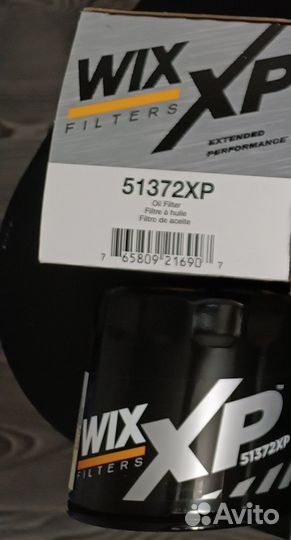 WIX XP
FILTERS
EXTENDED
PERFORMANCE
51372XP
Oil Filter
Filtre à huile
Filtro de aceite
7 65809 21690 7
WIX XP™
FILTERS
51372XP
Avito